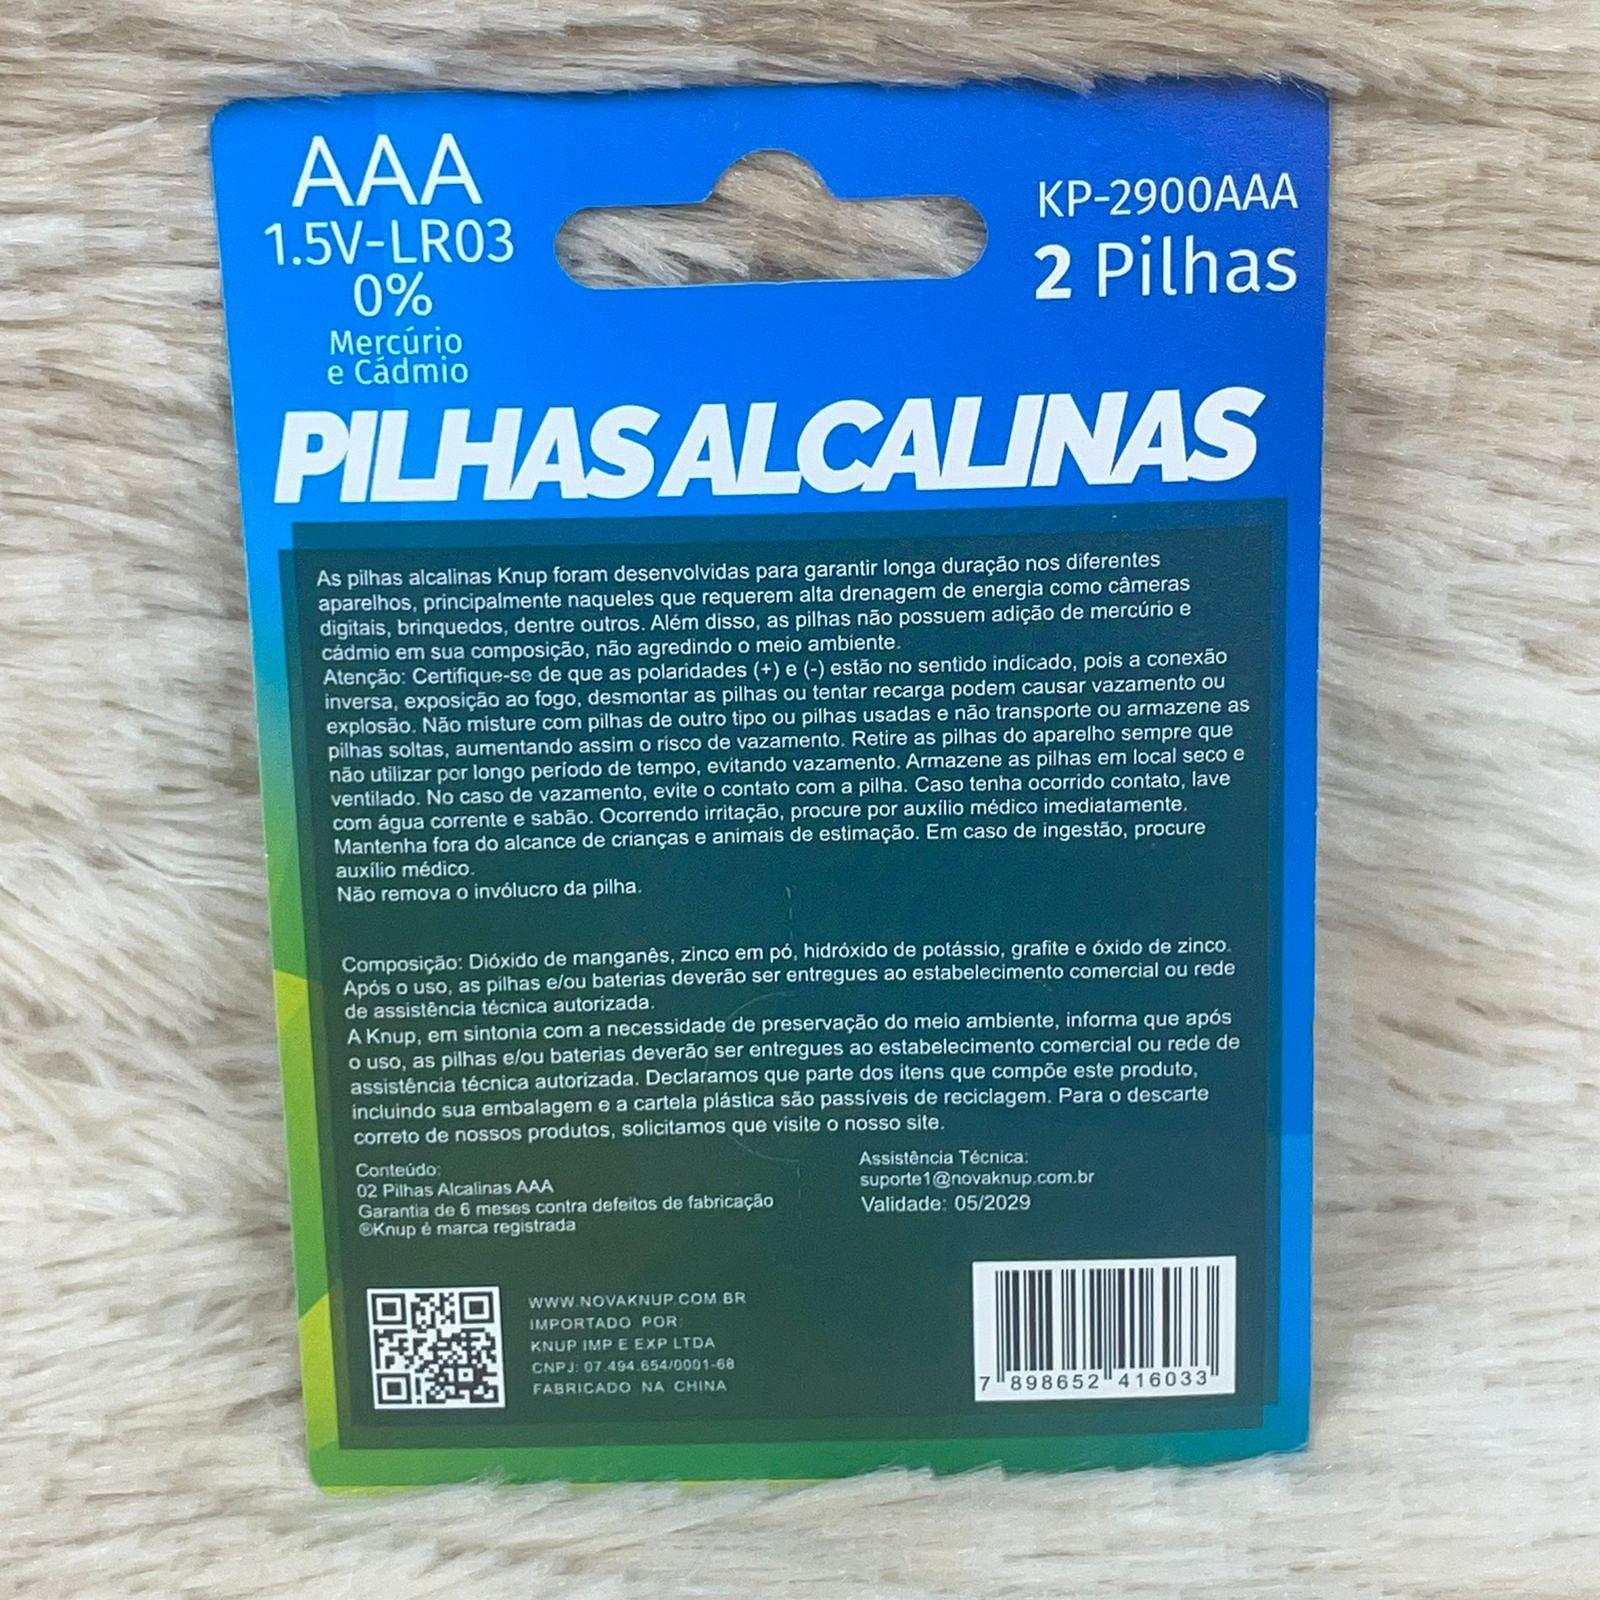 AAA
1.5V-LR03
0%
Mercúrio
e Cádmio
KP-2900AAA
2 Pilhas
PILHAS ALCALINAS
As pilhas alcalinas Knup foram desenvolvidas para garantir longa duração nos diferentes
aparelhos, principalmente naqueles que requerem alta drenagem de energia como câmeras
digitais, brinquedos, dentre outros. Além disso, as pilhas não possuem adição de mercúrio e
cádmio em sua composição, não agredindo o meio ambiente.
Atenção: Certifique-se de que as polaridades (+) e (-) estão no sentido indicado, pois a conexão
inversa, exposição ao fogo, desmontar as pilhas ou tentar recarga podem causar vazamento ou
explosão. Não misture com pilhas de outro tipo ou pilhas usadas e não transporte ou armazene as
pilhas soltas, aumentando assim o risco de vazamento. Retire as pilhas do aparelho sempre que
não utilizar por longo período de tempo, evitando vazamento. Armazene as pilhas em local seco e
ventilado. No caso de vazamento, evite o contato com a pilha. Caso tenha ocorrido contato, lave
com água corrente e sabão. Ocorrendo irritação, procure por auxílio médico imediatamente.
Mantenha fora do alcance de crianças e animais de estimação. Em caso de ingestão, procure
auxílio médico.
Não remova o invólucro da pilha.
Composição: Dióxido de manganês, zinco em pó, hidróxido de potássio, grafite e óxido de zinco.
Após o uso, as pilhas e/ou baterias deverão ser entregues ao estabelecimento comercial ou rede
de assistência técnica autorizada.
A Knup, em sintonia com a necessidade de preservação do meio ambiente, informa que após
o uso, as pilhas e/ou baterias deverão ser entregues ao estabelecimento comercial ou rede de
assistência técnica autorizada. Declaramos que parte dos itens que compõe este produto,
incluindo sua embalagem e a cartela plástica são passíveis de reciclagem. Para o descarte
correto de nossos produtos, solicitamos que visite o nosso site.
Conteúdo:
02 Pilhas Alcalinas AAA
Garantia de 6 meses contra defeitos de fabricação
®Knup é marca registrada
Assistência Técnica:
suporte1@novaknup.com.br
Validade: 05/2029
WWW.NOVAKNUP.COM.BR
IMPORTADO POR:
KNUP IMP E EXP LTDA
CNPJ: 07.494.654/0001-68
FABRICADO NA CHINA
7 898652 416033